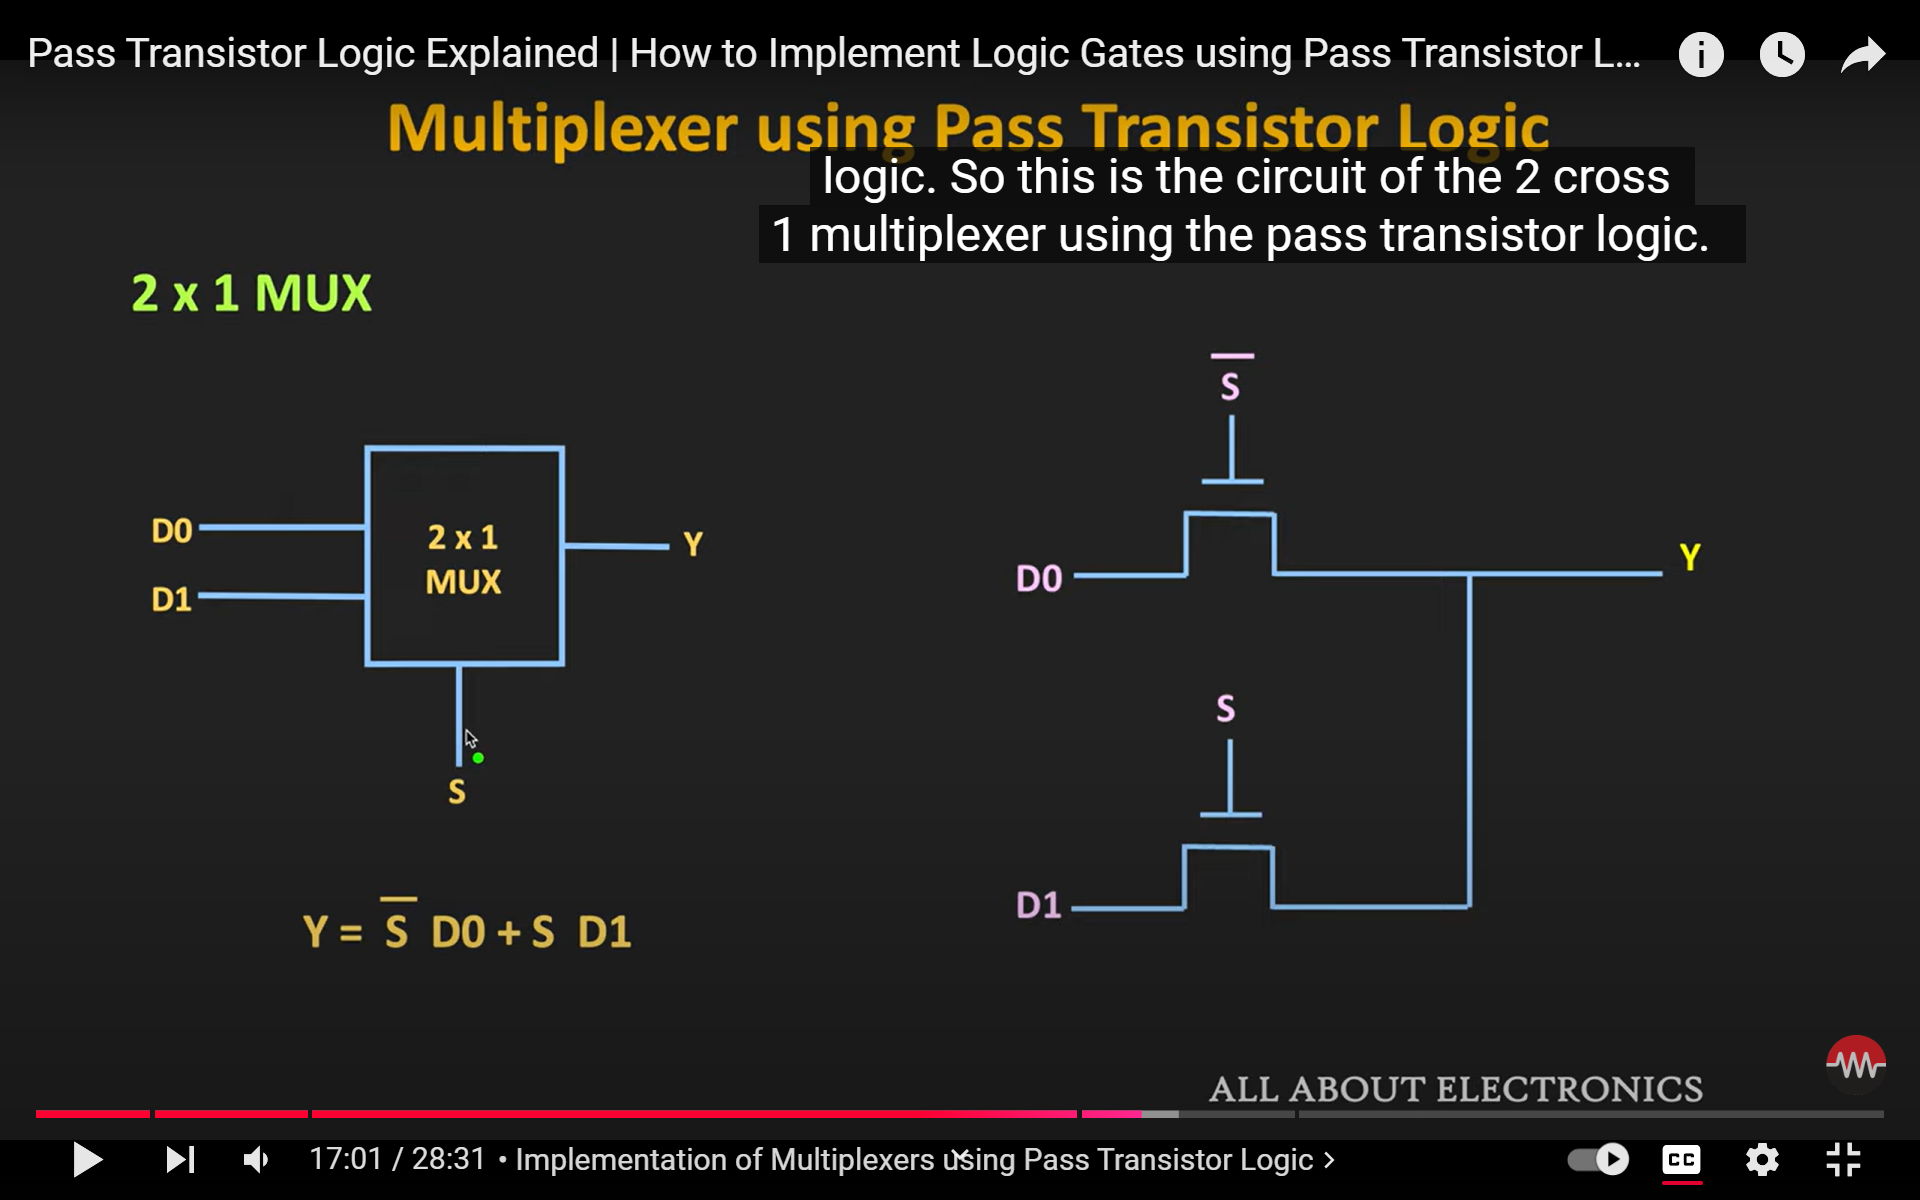 Pass Transistor Logic Explained | How to Implement Logic Gates using Pass Transistor L...
Multiplexer using Pass Transistor Logic
logic. So this is the circuit of the 2 cross
1 multiplexer using the pass transistor logic.
2 x 1 MUX
D0
D1
2 x 1
MUX
Y
S
Y = S̅ D0 + S D1
S̅
D0
Y
S
D1
ALL ABOUT ELECTRONICS
17:01 / 28:31 • Implementation of Multiplexers using Pass Transistor Logic >
CC